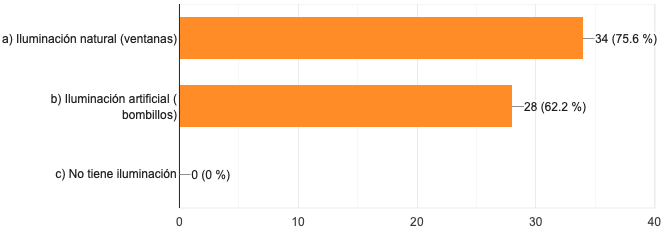 a) Iluminación natural (ventanas)
34 (75.6 %)
b) Iluminación artificial (
bombillos)
28 (62.2 %)
c) No tiene iluminación
0 (0 %)
0
10
20
30
40